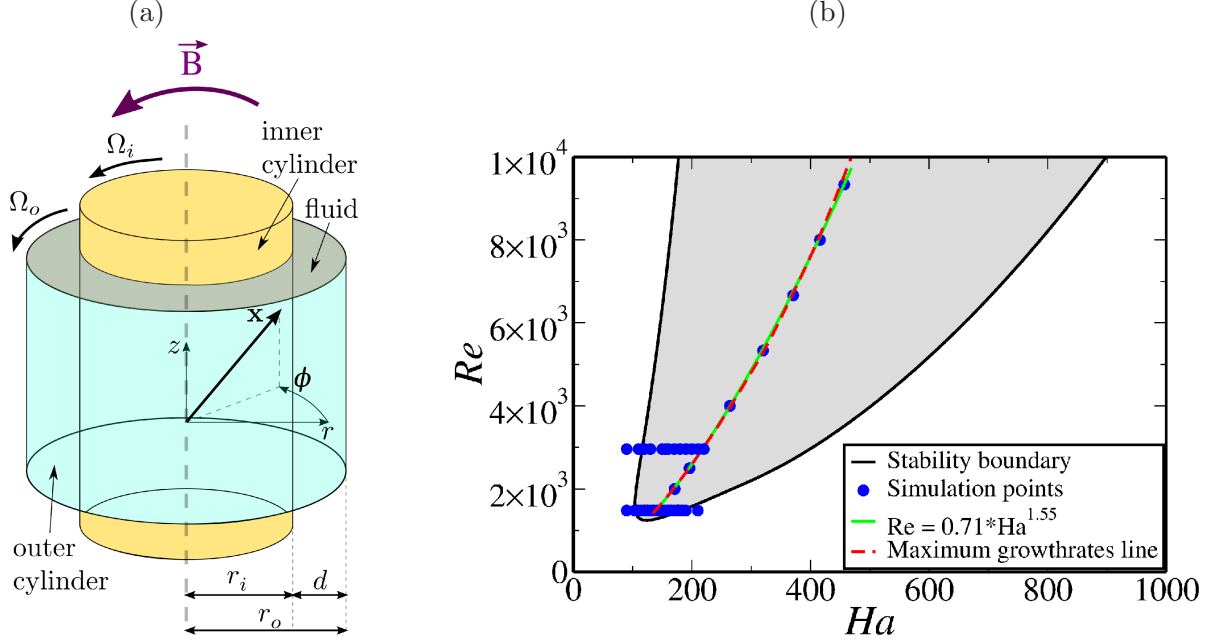 (a)
B
Ω_i
Ω_o
inner
cylinder
fluid
x
z
ϕ
r
outer
cylinder
r_i
d
r_o
(b)
1×10^4
8×10^3
6×10^3
4×10^3
2×10^3
0
Re
0
200
400
600
800
1000
Ha
Stability boundary
Simulation points
Re = 0.71*Ha^1.55
Maximum growthrates line